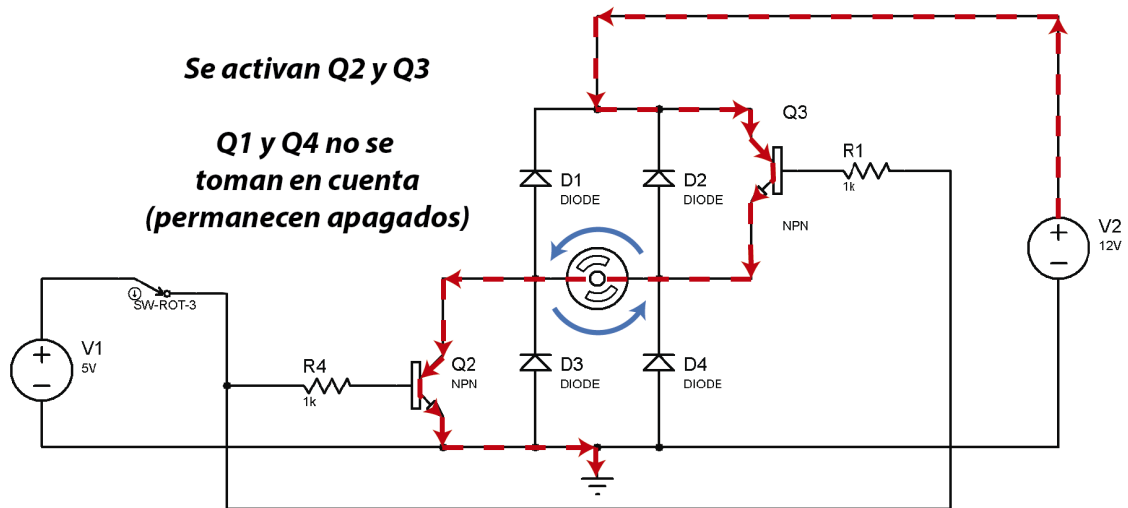 Se activan Q2 y Q3
Q1 y Q4 no se
toman en cuenta
(permanecen apagados)
Q3
NPN
R1
1k
D1
DIODE
D2
DIODE
V2
12V
+
−
SW-ROT-3
V1
5V
+
−
R4
1k
Q2
NPN
D3
DIODE
D4
DIODE